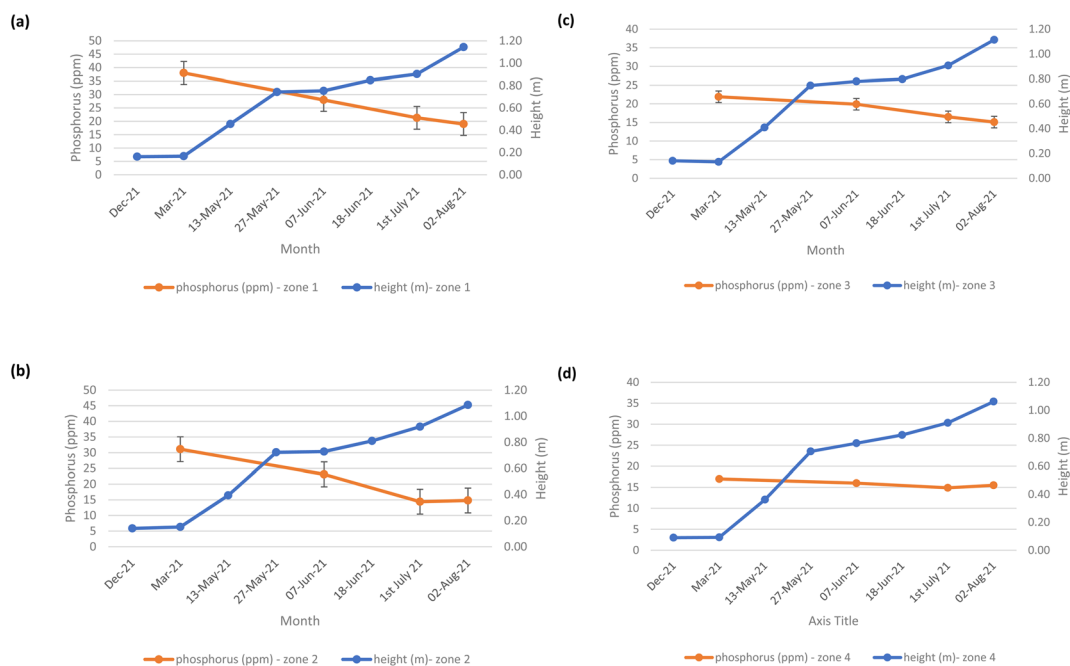 (a)
50
45
40
35
30
25
20
15
10
5
0
Phosphorus (ppm)
1.20
1.00
0.80
0.60
0.40
0.20
0.00
Height (m)
Dec-21
Mar-21
13-May-21
27-May-21
07-Jun-21
18-Jun-21
1st July 21
02-Aug-21
Month
phosphorus (ppm) - zone 1
height (m)- zone 1
(c)
40
35
30
25
20
15
10
5
0
Phosphorus (ppm)
1.20
1.00
0.80
0.60
0.40
0.20
0.00
Height (m)
Dec-21
Mar-21
13-May-21
27-May-21
07-Jun-21
18-Jun-21
1st July 21
02-Aug-21
Month
phosphorus (ppm) - zone 3
height (m)- zone 3
(b)
50
45
40
35
30
25
20
15
10
5
0
Phosphorus (ppm)
1.20
1.00
0.80
0.60
0.40
0.20
0.00
Height (m)
Dec-21
Mar-21
13-May-21
27-May-21
07-Jun-21
18-Jun-21
1st July 21
02-Aug-21
Month
phosphorus (ppm) - zone 2
height (m)- zone 2
(d)
40
35
30
25
20
15
10
5
0
Phosphorus (ppm)
1.20
1.00
0.80
0.60
0.40
0.20
0.00
Height (m)
Dec-21
Mar-21
13-May-21
27-May-21
07-Jun-21
18-Jun-21
1st July 21
02-Aug-21
Axis Title
phosphorus (ppm) - zone 4
height (m)- zone 4